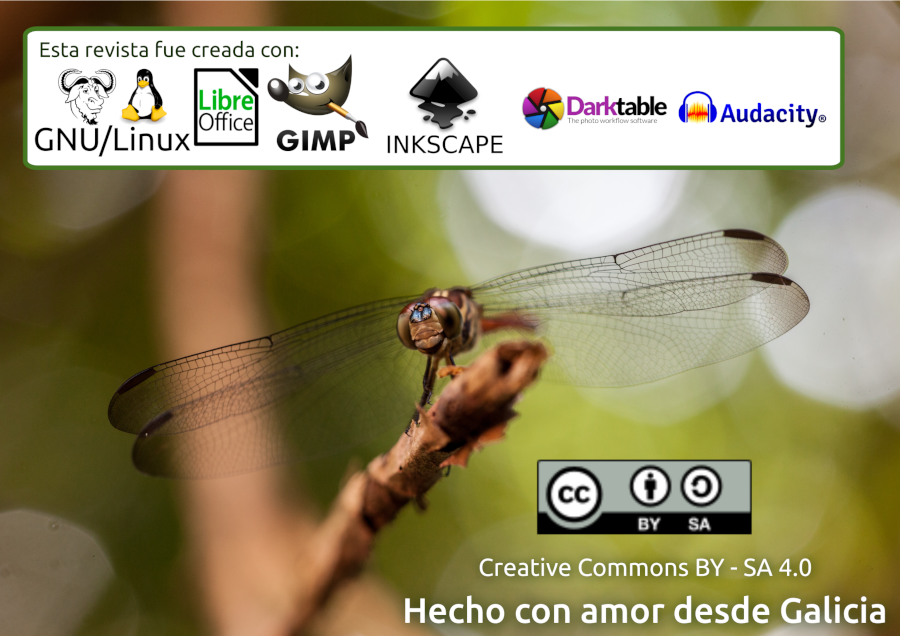 Esta revista fue creada con:
GNU/Linux
Libre
Office
GIMP
INKSCAPE
Darktable
The photo workflow software
Audacity®
cc
BY SA
Creative Commons BY - SA 4.0
Hecho con amor desde Galicia